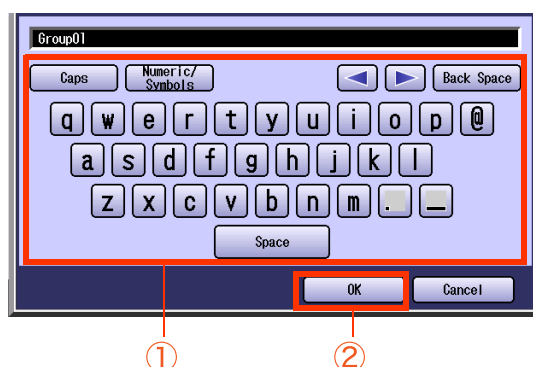 Group01
Caps Numeric/ Back Space
Symbols
q w e r t y u i o p @
a s d f g h j k l
z x c v b n m . _
Space
OK Cancel
① ②